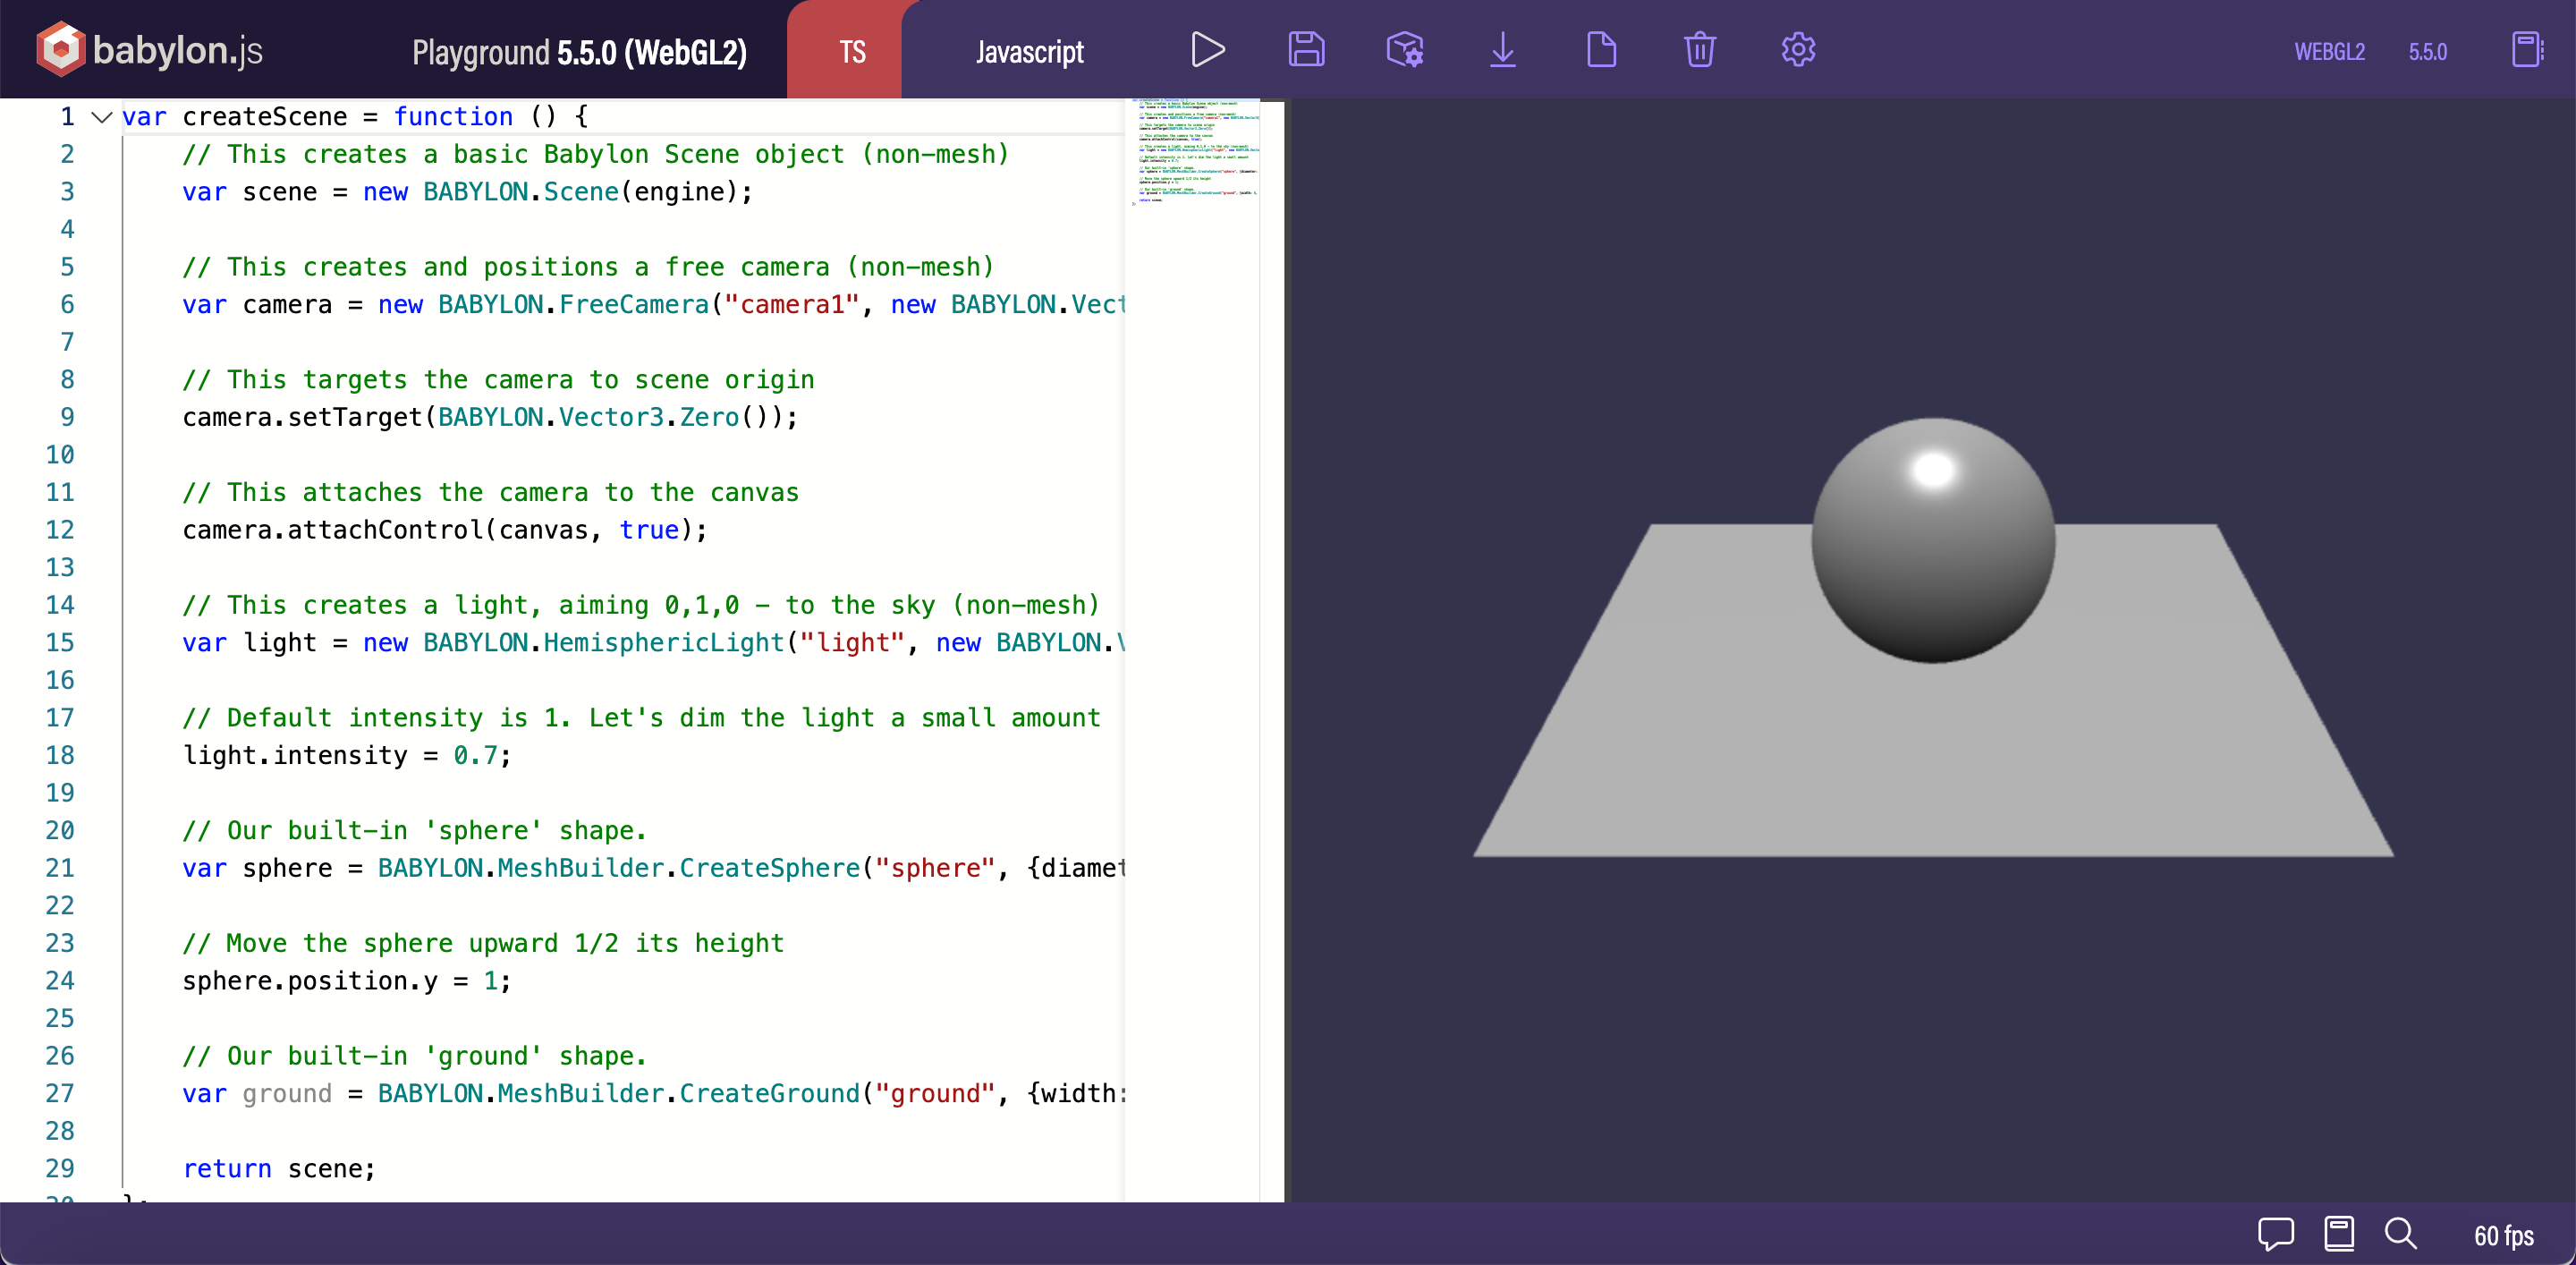 babylon.js
Playground 5.5.0 (WebGL2)
TS
Javascript
WEBGL2
5.5.0
1 var createScene = function () {
2 // This creates a basic Babylon Scene object (non-mesh)
3 var scene = new BABYLON.Scene(engine);
4
5 // This creates and positions a free camera (non-mesh)
6 var camera = new BABYLON.FreeCamera("camera1", new BABYLON.Vect
7
8 // This targets the camera to scene origin
9 camera.setTarget(BABYLON.Vector3.Zero());
10
11 // This attaches the camera to the canvas
12 camera.attachControl(canvas, true);
13
14 // This creates a light, aiming 0,1,0 - to the sky (non-mesh)
15 var light = new BABYLON.HemisphericLight("light", new BABYLON.V
16
17 // Default intensity is 1. Let's dim the light a small amount
18 light.intensity = 0.7;
19
20 // Our built-in 'sphere' shape.
21 var sphere = BABYLON.MeshBuilder.CreateSphere("sphere", {diamet
22
23 // Move the sphere upward 1/2 its height
24 sphere.position.y = 1;
25
26 // Our built-in 'ground' shape.
27 var ground = BABYLON.MeshBuilder.CreateGround("ground", {width:
28
29 return scene;
60 fps